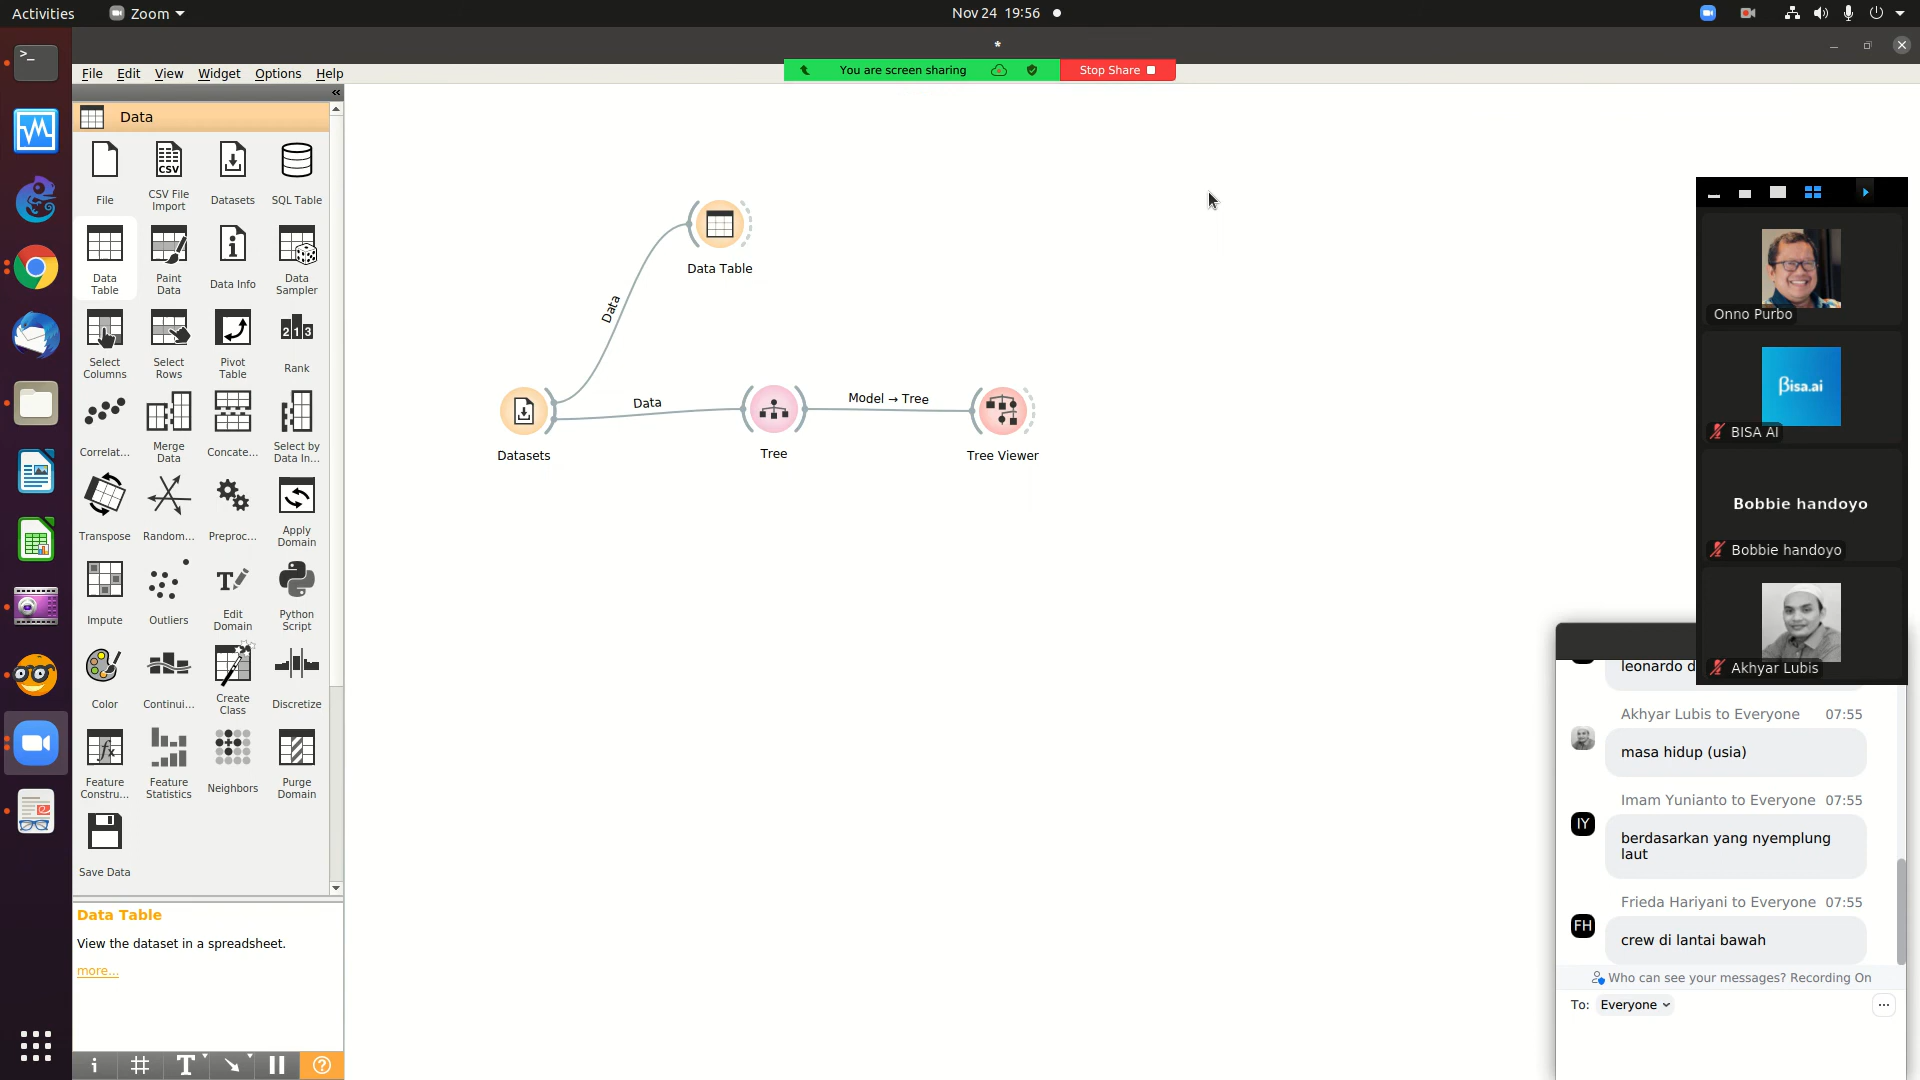 Activities
Zoom
Nov 24 19:56
*
You are screen sharing
Stop Share
File Edit View Widget Options Help
Data
File
CSV File Import
Datasets
SQL Table
Data Table
Paint Data
Data Info
Data Sampler
Select Columns
Select Rows
Pivot Table
Rank
Correlat...
Merge Data
Concate...
Select by Data In...
Transpose
Random...
Preproc...
Apply Domain
Impute
Outliers
Edit Domain
Python Script
Color
Continui...
Create Class
Discretize
Feature Constru...
Feature Statistics
Neighbors
Purge Domain
Save Data
Data Table
View the dataset in a spreadsheet.
more...
Data Table
Data
Datasets
Data
Tree
Model → Tree
Tree Viewer
Onno Purbo
βisa.ai
BISA AI
Bobbie handoyo
Bobbie handoyo
Akhyar Lubis
leonardo d
Akhyar Lubis to Everyone 07:55
masa hidup (usia)
Imam Yunianto to Everyone 07:55
IY
berdasarkan yang nyemplung
laut
Frieda Hariyani to Everyone 07:55
FH
crew di lantai bawah
Who can see your messages? Recording On
To: Everyone